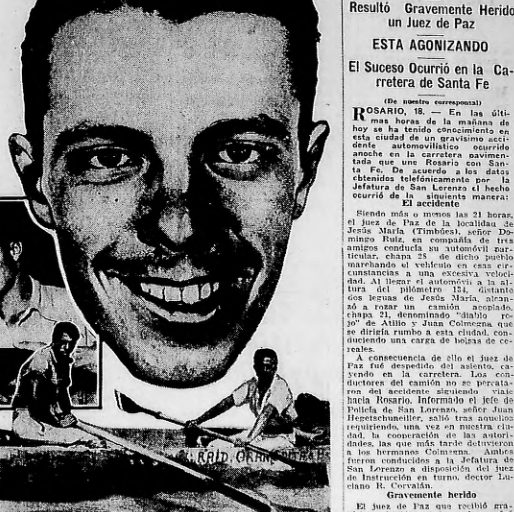 Resultó Gravemente Herido
un Juez de Paz
ESTA AGONIZANDO
El Suceso Ocurrió en la Ca-
rretera de Santa Fe
(De nuestro corresponsal)
ROSARIO, 18. — En las últi-
mas horas de la mañana de
hoy se ha tenido conocimiento en
esta ciudad de un gravísimo acci-
dente automovilístico ocurrido
anoche en la carretera pavimen-
tada que une Rosario con San-
ta Fe. De acuerdo a los datos
obtenidos telefónicamente por la
Jefatura de San Lorenzo el hecho
ocurrió de la siguiente manera:
El accidente
Siendo más o menos las 21 horas,
el juez de Paz de la localidad de
Jesús María (Timbúes), señor Do-
mingo Ruiz, en compañía de tres
amigos conducía su automóvil par-
ticular, chapa 28 de dicho pueblo
marchando el vehículo en esas cir-
cunstancias a una excesiva veloci-
dad. Al llegar el automóvil a la al-
tura del kilómetro 134, distante
dos leguas de Jesús María, alcan-
zó a rozar un camión acoplado,
chapa 21, denominado "diablo ro-
jo" de Atilio y Juan Colmegna que
se dirigía rumbo a esta ciudad, con-
duciendo una carga de bolsas de ce-
reales.
A consecuencia de ello el juez de
Paz fué despedido del asiento, ca-
yendo en la carretera. Los con-
ductores del camión no se percata-
ron del accidente siguiendo viaje
hacia Rosario. Informado el jefe de
Policía de San Lorenzo, señor Juan
salió tras aquellos
requiriendo, una vez en nuestra ciu-
dad, la cooperación de las autori-
dades, las que más tarde detuvieron
a los hermanos Colmegna. Ambos
fueron conducidos a la Jefatura de
San Lorenzo a disposición del juez
de Instrucción en turno, doctor Lu-
ciano R. Corvalán.
Gravemente herido
El juez de Paz que recibió gra-
RAID